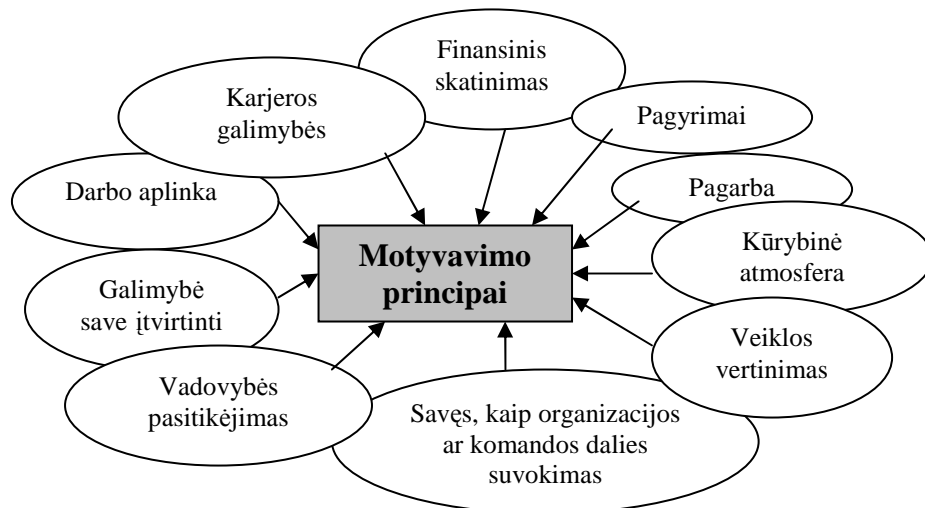 Finansinis
skatinimas
Karjeros
galimybės
Pagyrimai
Darbo aplinka
Pagarba
Motyvavimo
principai
Kūrybinė
atmosfera
Galimybė
save įtvirtinti
Veiklos
vertinimas
Vadovybės
pasitikėjimas
Savęs, kaip organizacijos
ar komandos dalies
suvokimas